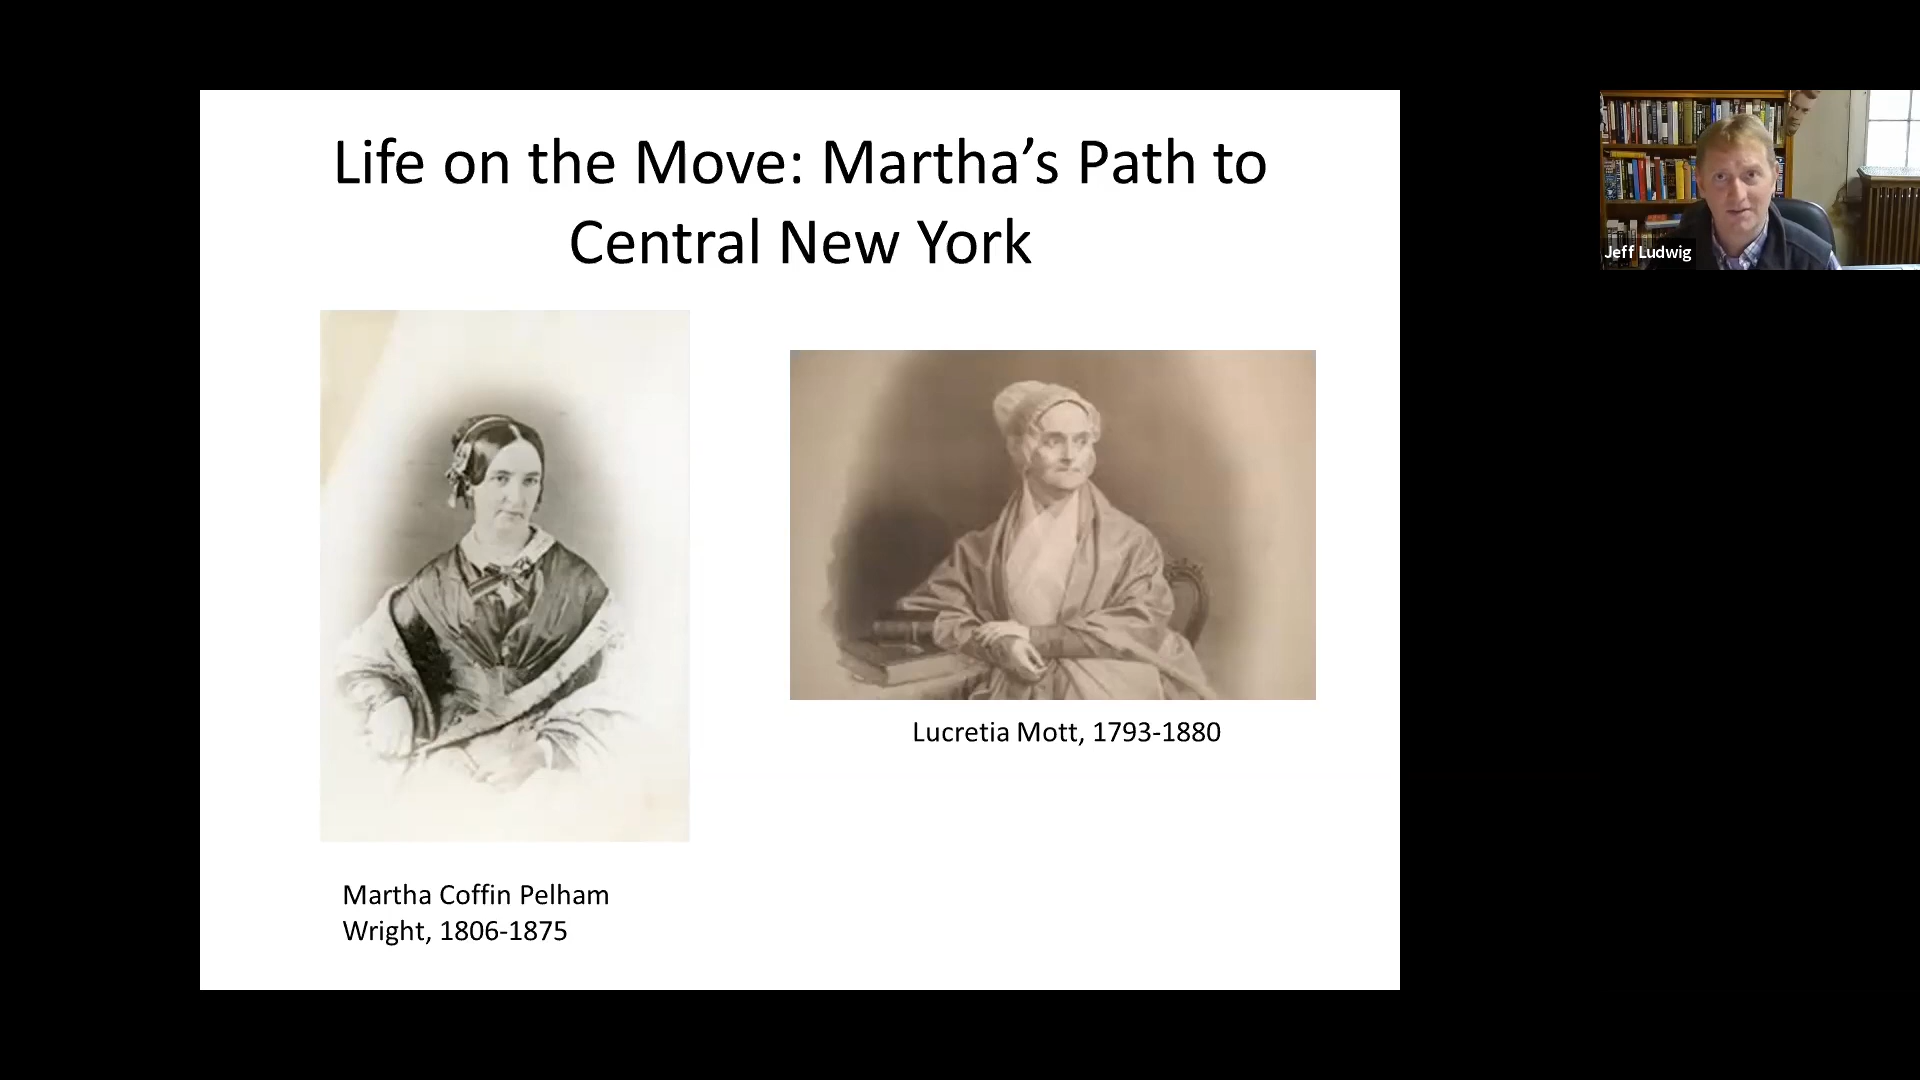 Life on the Move: Martha’s Path to
Central New York
Jeff Ludwig
Lucretia Mott, 1793-1880
Martha Coffin Pelham
Wright, 1806-1875